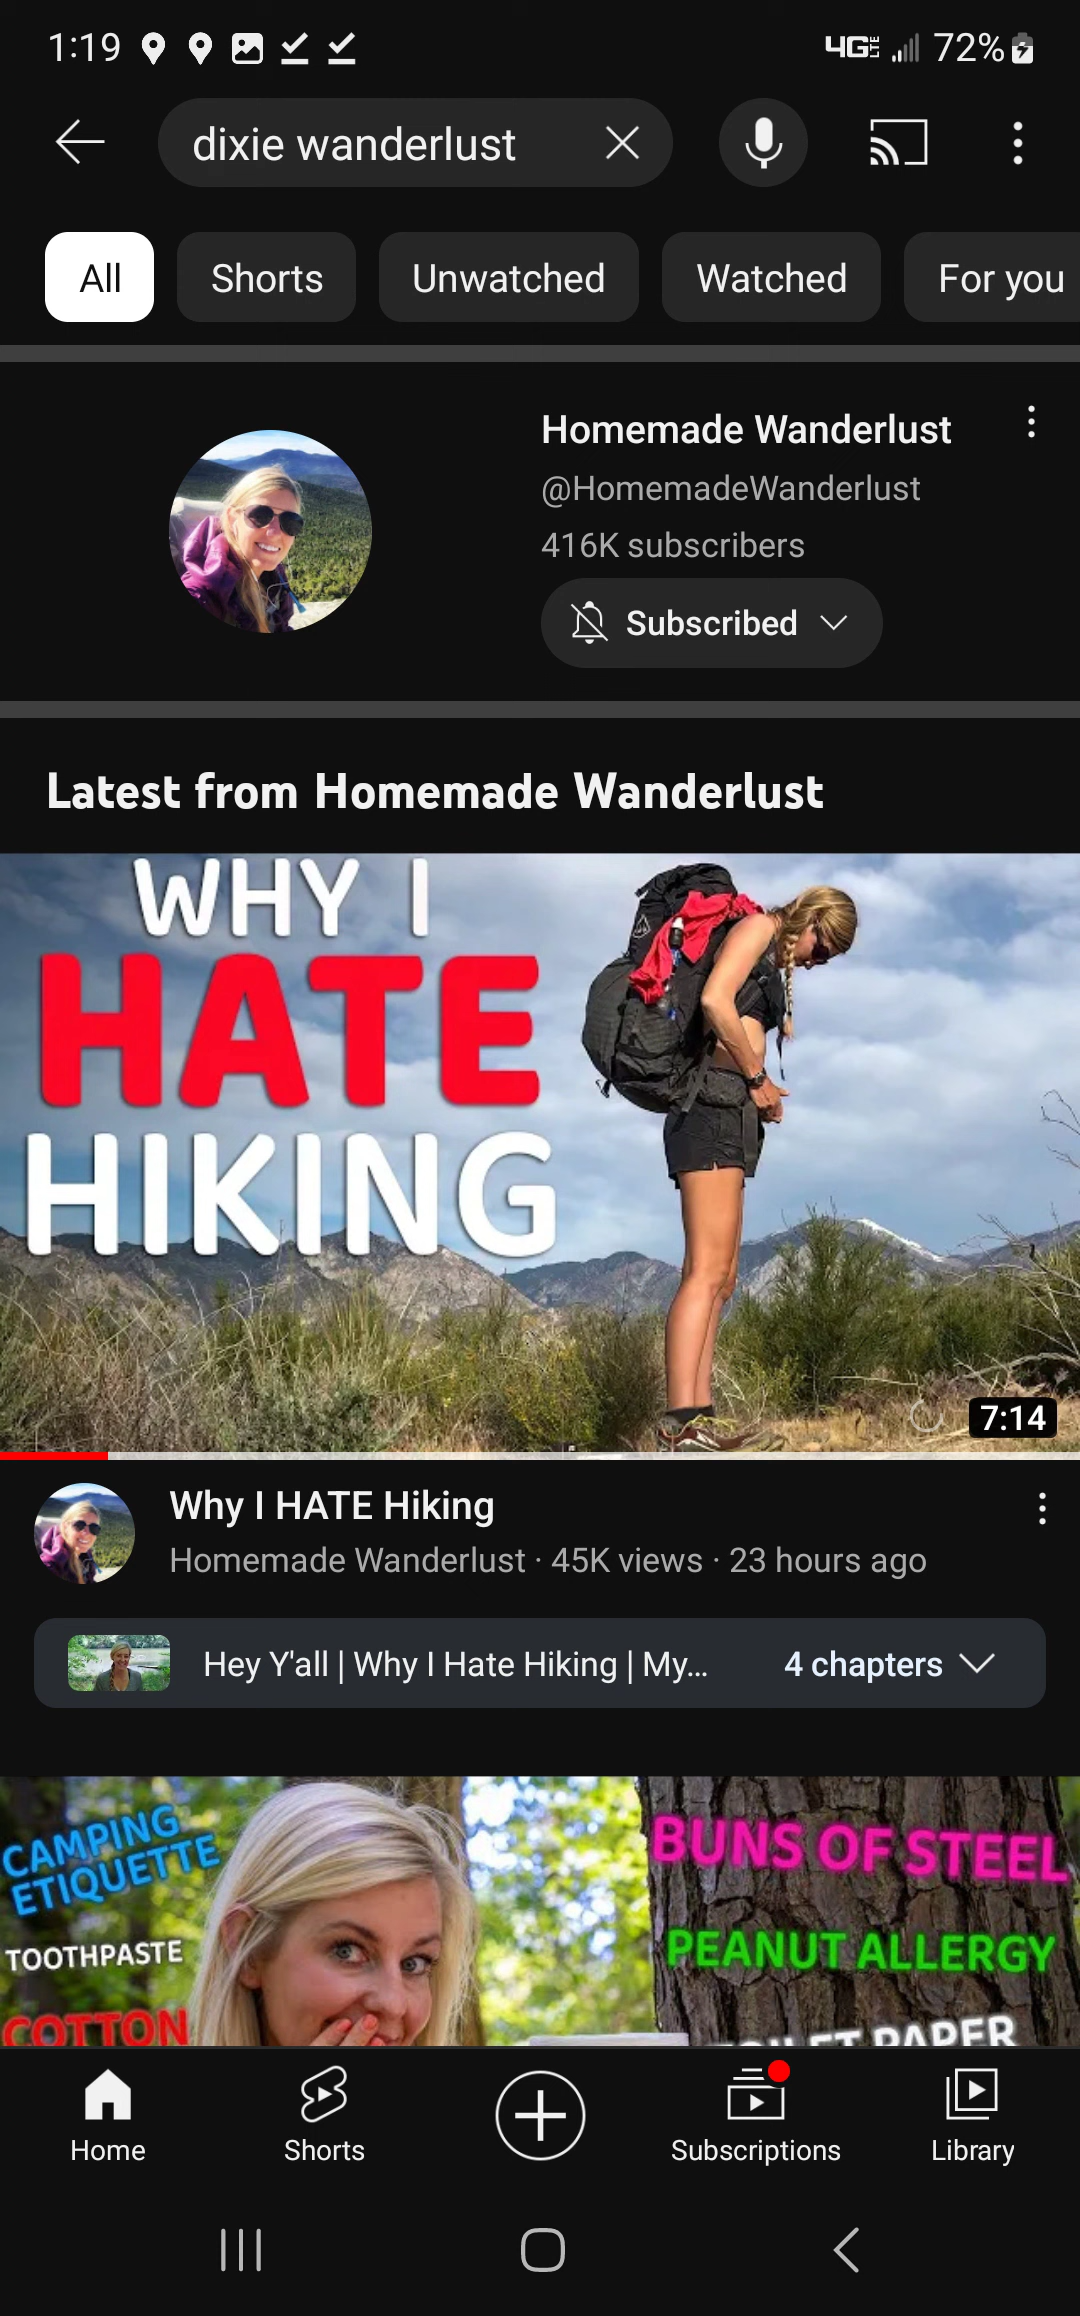 1:19
4G LTE 72%
dixie wanderlust
All Shorts Unwatched Watched For you
Homemade Wanderlust
@HomemadeWanderlust
416K subscribers
Subscribed
Latest from Homemade Wanderlust
WHY I
HATE
HIKING
7:14
Why I HATE Hiking
Homemade Wanderlust · 45K views · 23 hours ago
Hey Y'all | Why I Hate Hiking | My... 4 chapters
CAMPING
ETIQUETTE
TOOTHPASTE
COTTON
BUNS OF STEEL
PEANUT ALLERGY
TOILET PAPER
Home Shorts Subscriptions Library